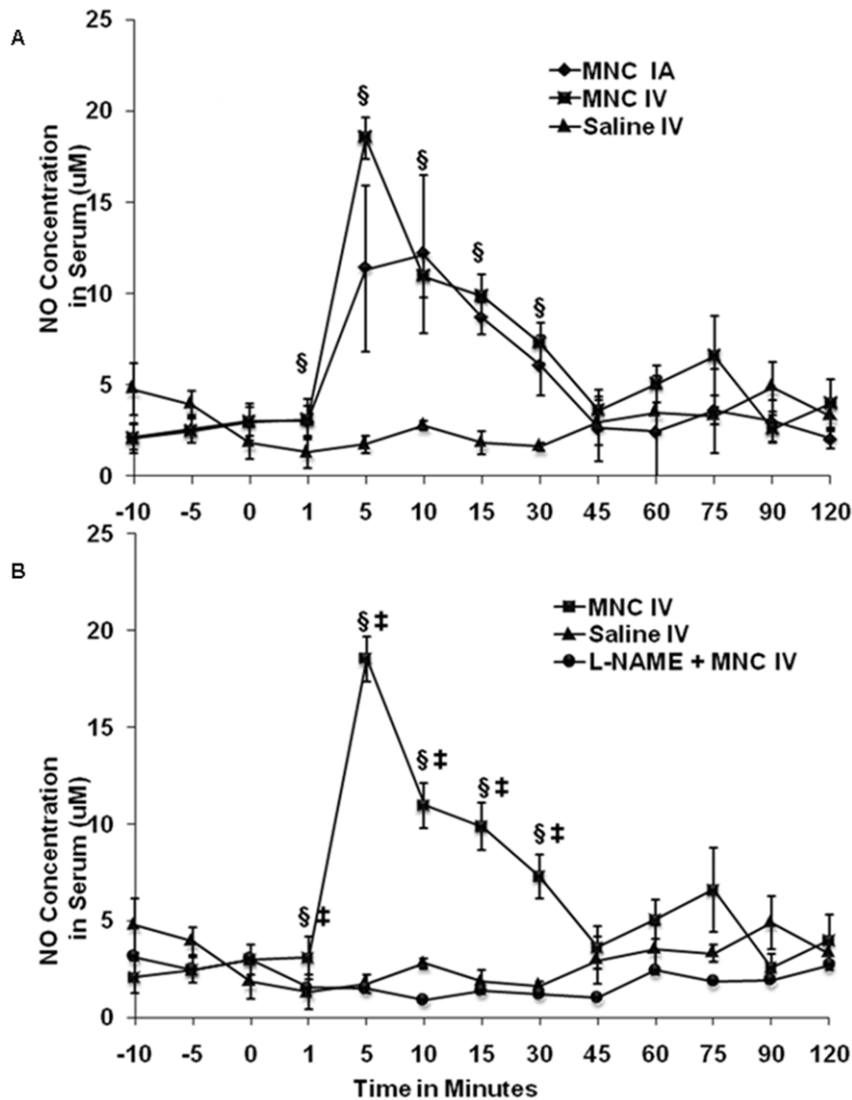 A
NO Concentration
in Serum (uM)
25
20
15
10
5
0
MNC IA
MNC IV
Saline IV
§
§
§
§
§
-10 -5 0 1 5 10 15 30 45 60 75 90 120
B
NO Concentration
in Serum (uM)
25
20
15
10
5
0
MNC IV
Saline IV
L-NAME + MNC IV
§ ‡
§ ‡
§ ‡
§ ‡
§ ‡
-10 -5 0 1 5 10 15 30 45 60 75 90 120
Time in Minutes